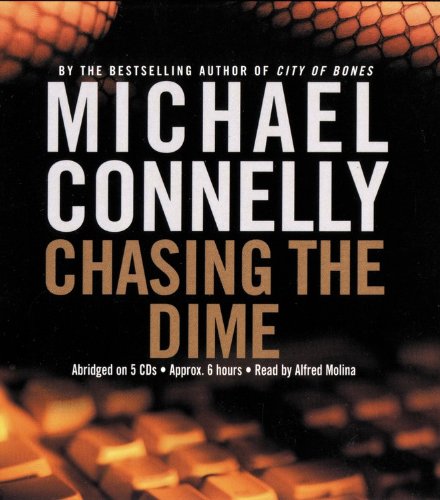 BY THE BESTSELLING AUTHOR OF CITY OF BONES
MICHAEL
CONNELLY
CHASING THE
DIME
Abridged on 5 CDs • Approx. 6 hours • Read by Alfred Molina